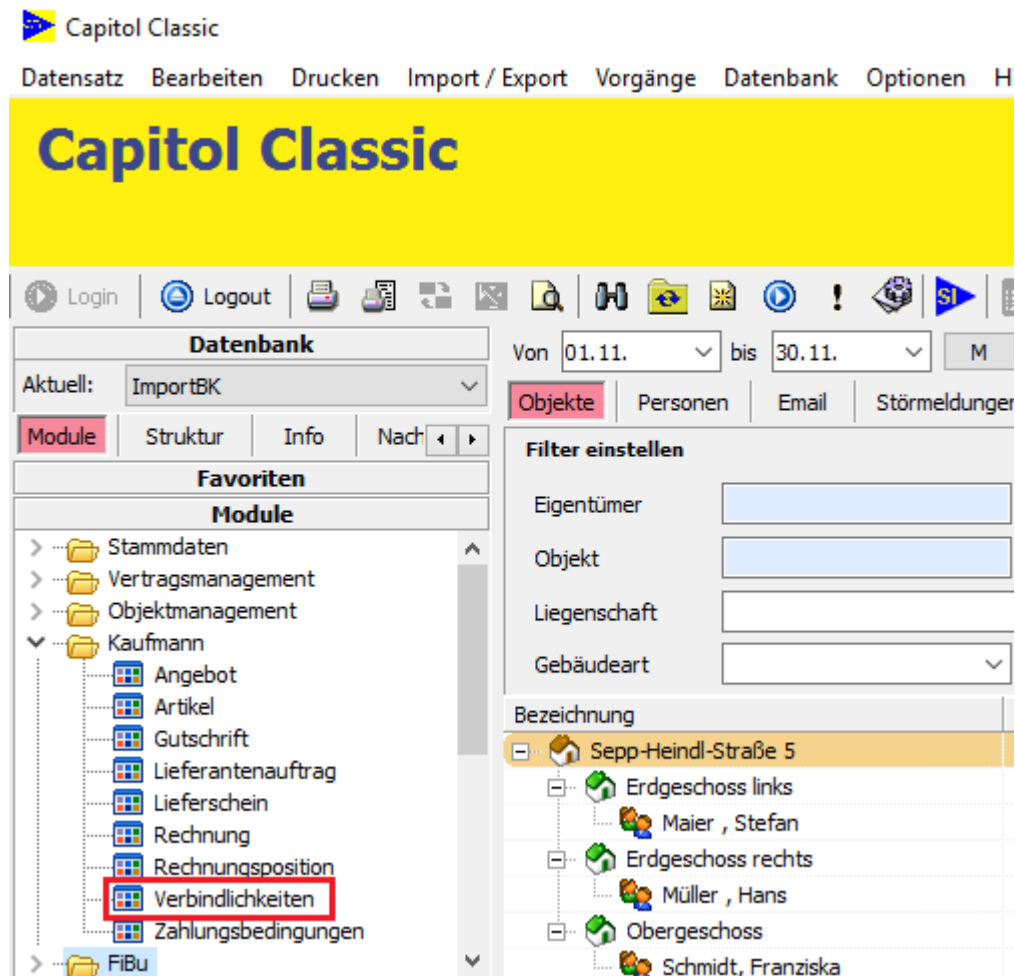 Capitol Classic
Datensatz Bearbeiten Drucken Import / Export Vorgänge Datenbank Optionen
Capitol Classic
Login Logout SI
Datenbank
Aktuell: ImportBK
Module Struktur Info Nach
Favoriten
Module
Stammdaten
Vertragsmanagement
Objektmanagement
Kaufmann
Angebot
Artikel
Gutschrift
Lieferantenauftrag
Lieferschein
Rechnung
Rechnungsposition
Verbindlichkeiten
Zahlungsbedingungen
FiBu
Von 01.11. bis 30.11. M
Objekte Personen Email Störmeldungen
Filter einstellen
Eigentümer
Objekt
Liegenschaft
Gebäudeart
Bezeichnung
Sepp-Heindl-Straße 5
Erdgeschoss links
Maier , Stefan
Erdgeschoss rechts
Müller , Hans
Obergeschoss
Schmidt, Franziska